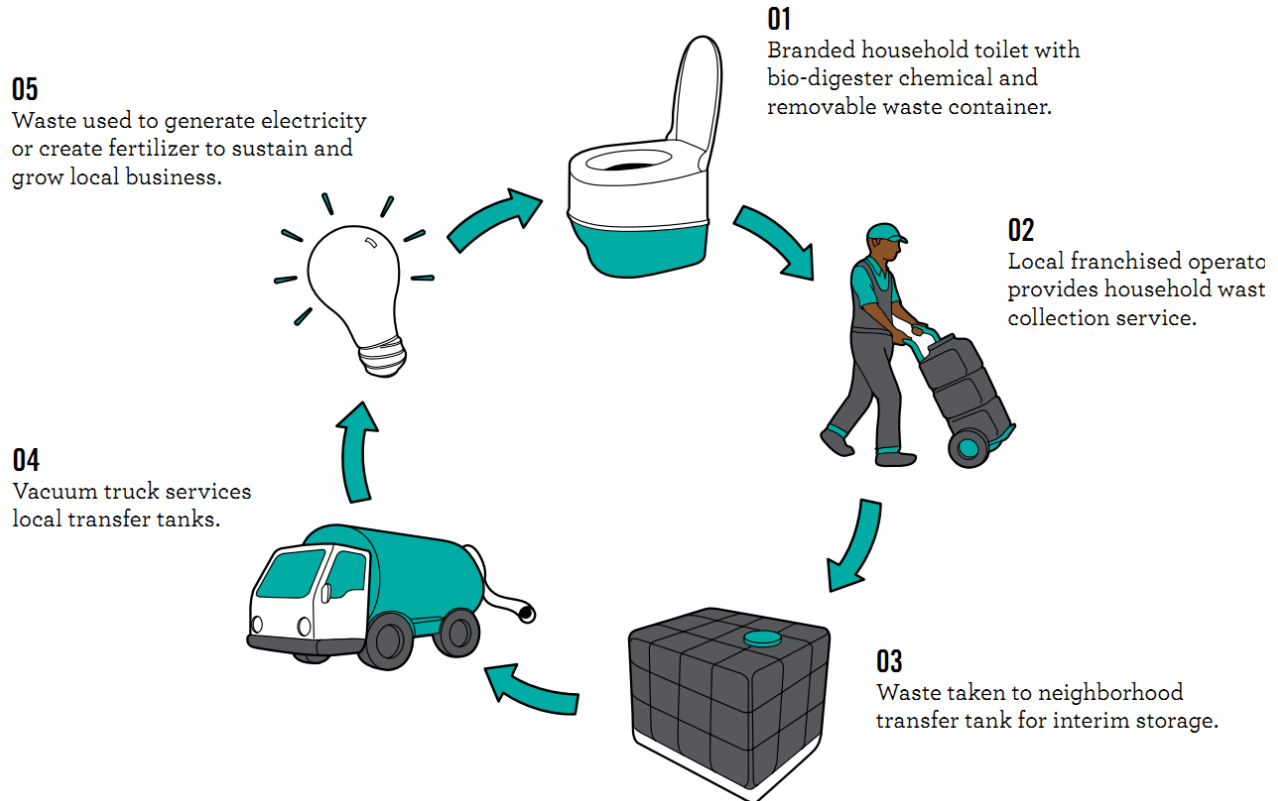 01
Branded household toilet with
bio-digester chemical and
removable waste container.
02
Local franchised operato
provides household wast
collection service.
03
Waste taken to neighborhood
transfer tank for interim storage.
04
Vacuum truck services
local transfer tanks.
05
Waste used to generate electricity
or create fertilizer to sustain and
grow local business.